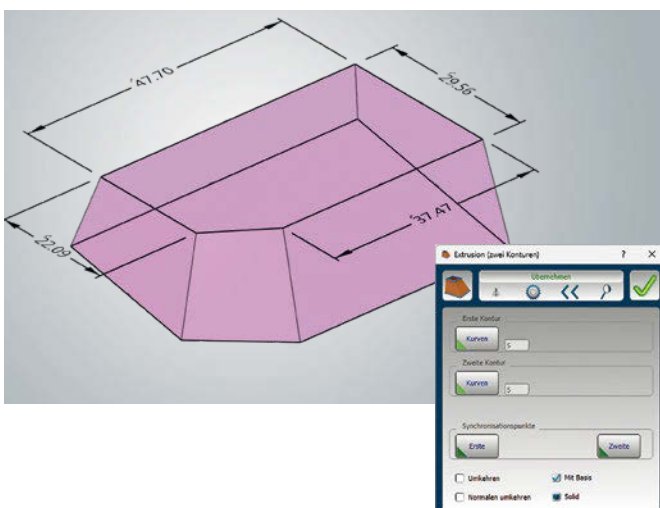 47.70
29.56
22.09
37.47
Extrusion (zwei Konturen) ? ×
Übernehmen
Erste Kontur
Kurven 5
Zweite Kontur
Kurven 5
Synchronisationspunkte
Erste Zweite
Umkehren Mit Basis
Normalen umkehren Solid